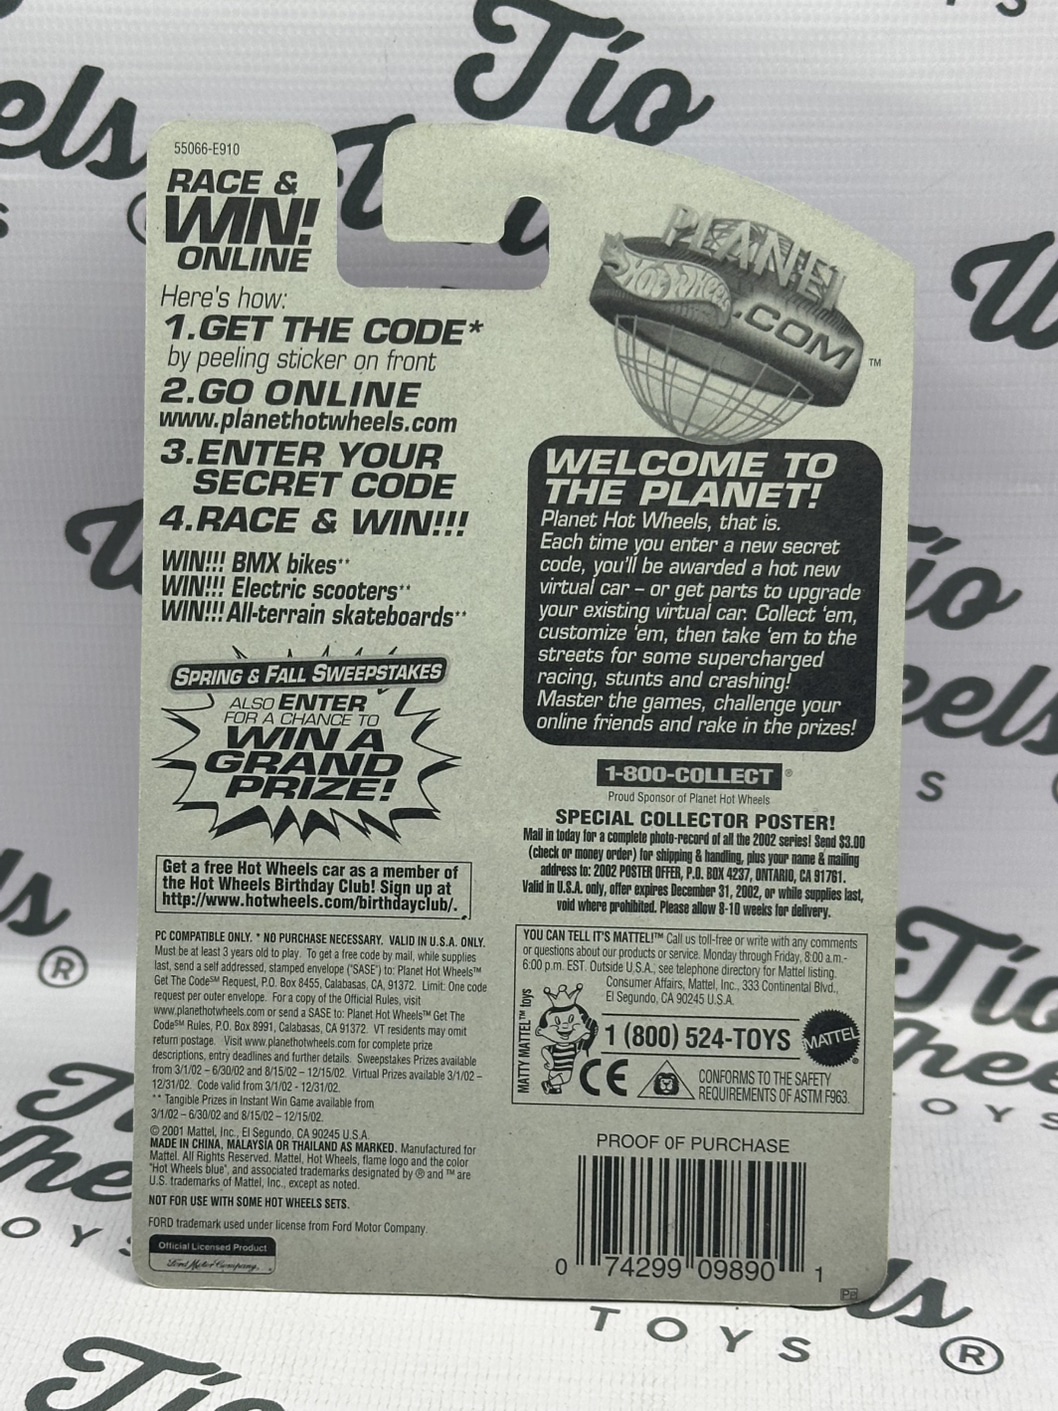 55066-E910
RACE &
WIN!
ONLINE
Here's how:
1.GET THE CODE*
by peeling sticker on front
2.GO ONLINE
www.planethotwheels.com
3.ENTER YOUR
SECRET CODE
4.RACE & WIN!!!
WIN!!! BMX bikes**
WIN!!! Electric scooters**
WIN!!! All-terrain skateboards**
SPRING & FALL SWEEPSTAKES
ALSO ENTER
FOR A CHANCE TO
WIN A
GRAND
PRIZE!
Get a free Hot Wheels car as a member of
the Hot Wheels Birthday Club! Sign up at
http://www.hotwheels.com/birthdayclub/.
PC COMPATIBLE ONLY. * NO PURCHASE NECESSARY. VALID IN U.S.A. ONLY.
Must be at least 3 years old to play. To get a free code by mail, while supplies
last, send a self addressed, stamped envelope ("SASE") to: Planet Hot Wheels™
Get The Code℠ Request, P.O. Box 8455, Calabasas, CA, 91372. Limit: One code
request per outer envelope. For a copy of the Official Rules, visit
www.planethotwheels.com or send a SASE to: Planet Hot Wheels™ Get The
Code℠ Rules, P.O. Box 8991, Calabasas, CA 91372. VT residents may omit
return postage. Visit www.planethotwheels.com for complete prize
descriptions, entry deadlines and further details. Sweepstakes Prizes available
from 3/1/02 – 6/30/02 and 8/15/02 – 12/15/02. Virtual Prizes available 3/1/02 –
12/31/02. Code valid from 3/1/02 - 12/31/02.
** Tangible Prizes in Instant Win Game available from
3/1/02 – 6/30/02 and 8/15/02 – 12/15/02.
© 2001 Mattel, Inc., El Segundo, CA 90245 U.S.A.
MADE IN CHINA, MALAYSIA OR THAILAND AS MARKED. Manufactured for
Mattel. All Rights Reserved. Mattel, Hot Wheels, flame logo and the color
"Hot Wheels blue", and associated trademarks designated by ® and ™ are
U.S. trademarks of Mattel, Inc., except as noted.
NOT FOR USE WITH SOME HOT WHEELS SETS.
FORD trademark used under license from Ford Motor Company.
Official Licensed Product
Ford Motor Company.
PLANET
HOT WHEELS
.COM™
WELCOME TO
THE PLANET!
Planet Hot Wheels, that is.
Each time you enter a new secret
code, you'll be awarded a hot new
virtual car – or get parts to upgrade
your existing virtual car. Collect 'em,
customize 'em, then take 'em to the
streets for some supercharged
racing, stunts and crashing!
Master the games, challenge your
online friends and rake in the prizes!
1-800-COLLECT®
Proud Sponsor of Planet Hot Wheels
SPECIAL COLLECTOR POSTER!
Mail in today for a complete photo-record of all the 2002 series! Send $3.00
(check or money order) for shipping & handling, plus your name & mailing
address to: 2002 POSTER OFFER, P.O. BOX 4237, ONTARIO, CA 91761.
Valid in U.S.A. only, offer expires December 31, 2002, or while supplies last,
void where prohibited. Please allow 8-10 weeks for delivery.
YOU CAN TELL IT'S MATTEL!™ Call us toll-free or write with any comments
or questions about our products or service. Monday through Friday, 8:00 a.m.-
6:00 p.m. EST. Outside U.S.A., see telephone directory for Mattel listing.
Consumer Affairs, Mattel, Inc., 333 Continental Blvd.,
El Segundo, CA 90245 U.S.A.
MATTY MATTEL™ toys
1 (800) 524-TOYS
MATTEL®
CE
CONFORMS TO THE SAFETY
REQUIREMENTS OF ASTM F963.
PROOF OF PURCHASE
0 74299 09890 1
Tio
Wheels
TOYS
®